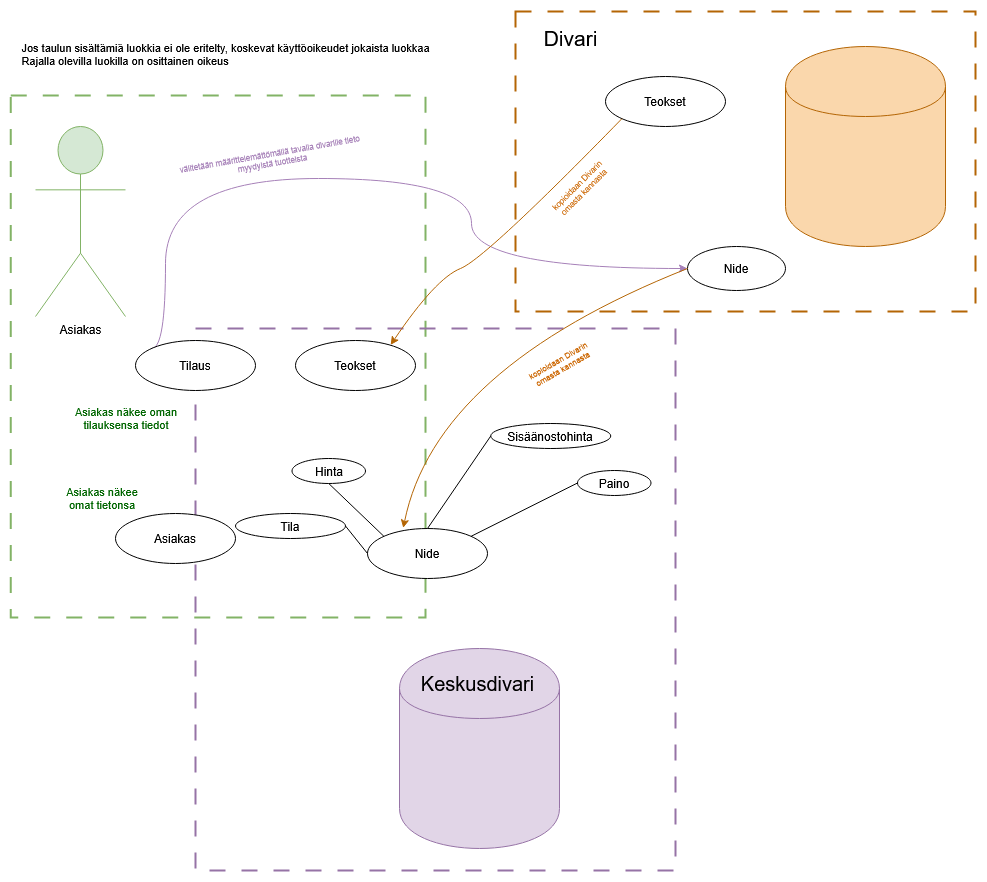 Divari
Jos taulun sisältämiä luokkia ei ole eritelty, koskevat käyttöoikeudet jokaista luokkaa
Rajalla olevilla luokilla on osittainen oikeus
Teokset
välitetään määrittelemättömällä tavalla divarille tieto
myydyistä tuotteista
kopioidaan Divarin
omasta kannasta
Nide
Asiakas
Tilaus
Teokset
kopioidaan Divarin
omasta kannasta
Asiakas näkee oman
tilauksensa tiedot
Sisäänostohinta
Hinta
Paino
Asiakas näkee
omat tietonsa
Tila
Asiakas
Nide
Keskusdivari